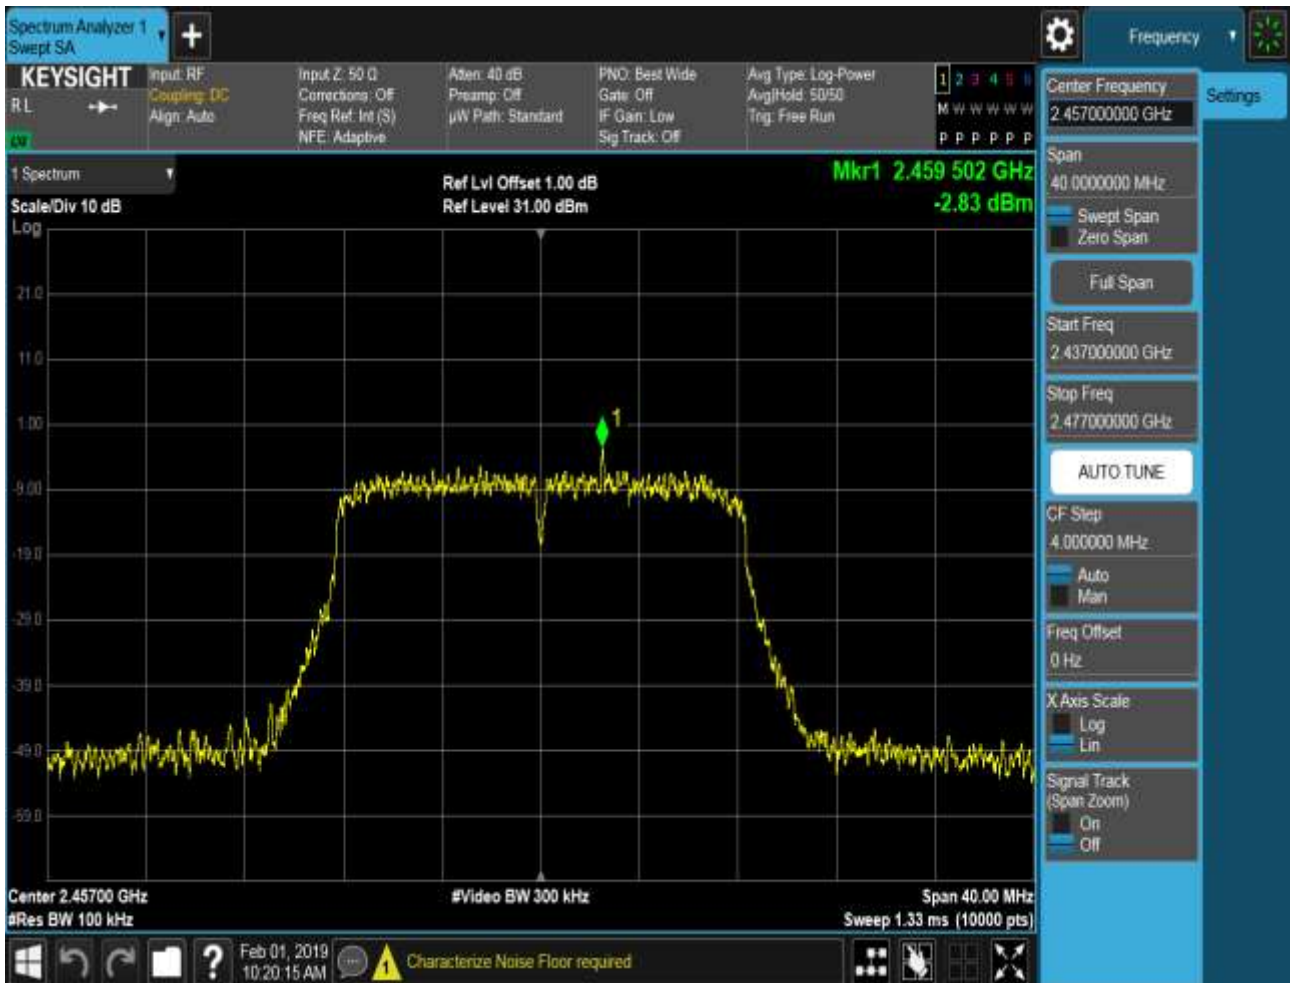 Spectrum Analyzer 1
Swept SA
Frequency
KEYSIGHT
R L
Input: RF
Coupling: DC
Align: Auto
Input Z: 50 Ω
Corrections: Off
Freq Ref: Int (S)
NFE: Adaptive
Atten: 40 dB
Preamp: Off
µW Path: Standard
PNO: Best Wide
Gate: Off
IF Gain: Low
Sig Track: Off
Avg Type: Log-Power
Avg|Hold: 50/50
Trig: Free Run
1 2 3 4 5 6
M W W W W W
P P P P P P
1 Spectrum
Scale/Div 10 dB
Log
Ref Lvl Offset 1.00 dB
Ref Level 31.00 dBm
Mkr1 2.459 502 GHz
-2.83 dBm
21.0
11.0
1.00
-9.00
-19.0
-29.0
-39.0
-49.0
-59.0
1
Center 2.45700 GHz
#Res BW 100 kHz
#Video BW 300 kHz
Span 40.00 MHz
Sweep 1.33 ms (10000 pts)
Center Frequency
2.457000000 GHz
Settings
Span
40.0000000 MHz
Swept Span
Zero Span
Full Span
Start Freq
2.437000000 GHz
Stop Freq
2.477000000 GHz
AUTO TUNE
CF Step
4.000000 MHz
Auto
Man
Freq Offset
0 Hz
X Axis Scale
Log
Lin
Signal Track
(Span Zoom)
On
Off
?
Feb 01, 2019
10:20:15 AM
1
Characterize Noise Floor required